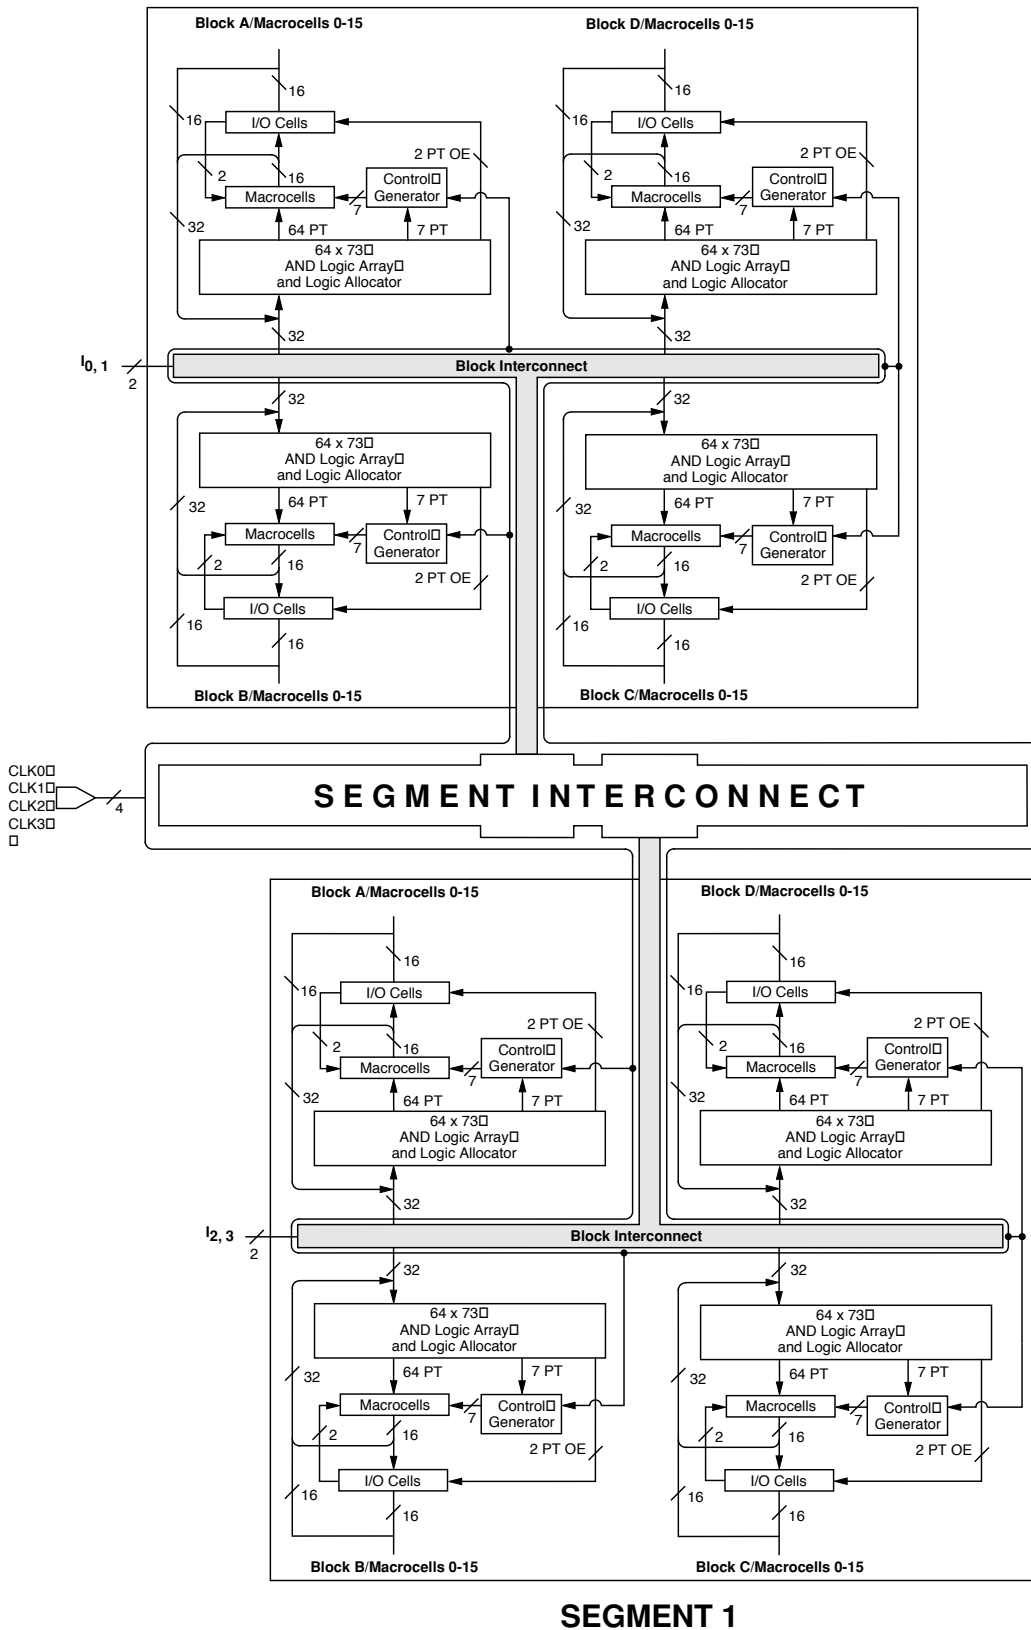 Block A/Macrocells 0-15
Block D/Macrocells 0-15
16
16
16
16
I/O Cells
I/O Cells
2 PT OE
2 PT OE
2
16
2
16
Control
Generator
Control
Generator
Macrocells
7
Macrocells
7
32
64 PT
7 PT
32
64 PT
7 PT
64 x 73
AND Logic Array
and Logic Allocator
64 x 73
AND Logic Array
and Logic Allocator
32
32
I0, 1
2
Block Interconnect
32
32
64 x 73
AND Logic Array
and Logic Allocator
64 x 73
AND Logic Array
and Logic Allocator
32
64 PT
7 PT
32
64 PT
7 PT
Macrocells
7
Control
Generator
Macrocells
7
Control
Generator
2
16
2 PT OE
2
16
2 PT OE
I/O Cells
I/O Cells
16
16
16
16
Block B/Macrocells 0-15
Block C/Macrocells 0-15
CLK0
CLK1
CLK2
CLK3
4
SEGMENT INTERCONNECT
Block A/Macrocells 0-15
Block D/Macrocells 0-15
16
16
16
16
I/O Cells
I/O Cells
2 PT OE
2 PT OE
2
16
2
16
Control
Generator
Control
Generator
Macrocells
7
Macrocells
7
32
64 PT
7 PT
32
64 PT
7 PT
64 x 73
AND Logic Array
and Logic Allocator
64 x 73
AND Logic Array
and Logic Allocator
32
32
I2, 3
2
Block Interconnect
32
32
64 x 73
AND Logic Array
and Logic Allocator
64 x 73
AND Logic Array
and Logic Allocator
32
64 PT
7 PT
32
64 PT
7 PT
Macrocells
7
Control
Generator
Macrocells
7
Control
Generator
2
16
2 PT OE
2
16
2 PT OE
I/O Cells
I/O Cells
16
16
16
16
Block B/Macrocells 0-15
Block C/Macrocells 0-15
SEGMENT 1